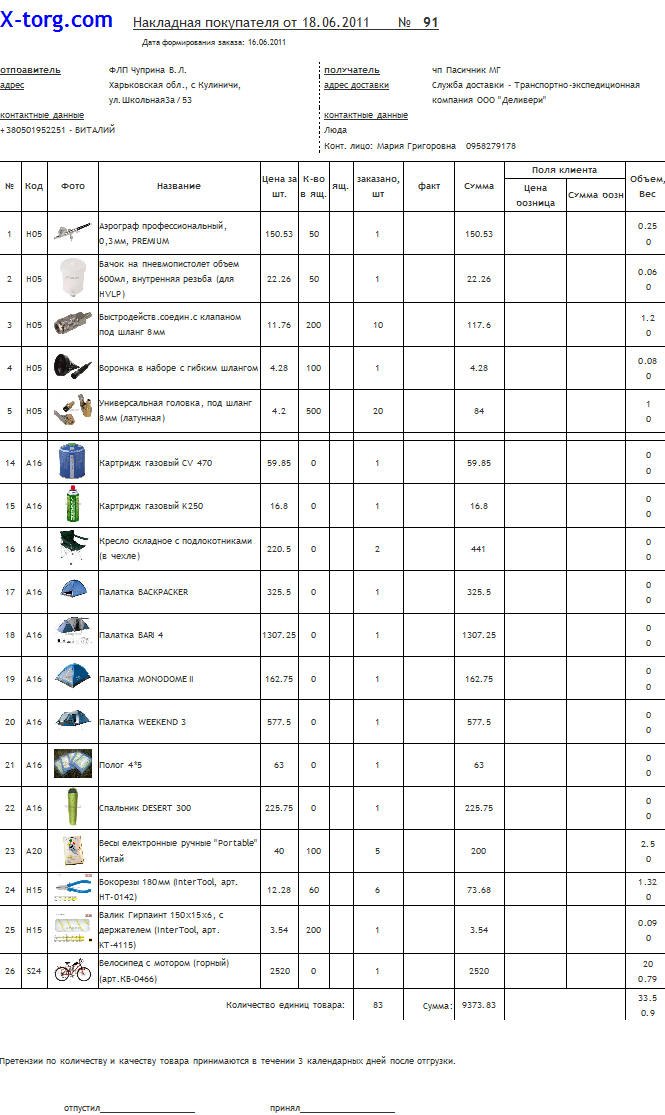 X-torg.com Накладная покупателя от 18.06.2011 № 91
Дата формирования заказа: 16.06.2011
отправитель ФЛП Чуприна В.Л. получатель чп Пасичник МГ
адрес Харьковская обл., с Кулиничи, адрес доставки Служба доставки - Транспортно-экспедиционная
ул.Школьная3а/53 компания ООО "Деливери"
контактные данные контактные данные
+380501952251 - ВИТАЛИЙ Люда
Конт. лицо: Мария Григоровна 0958279178
№ Код Фото Название Цена за шт. К-во в ящ. ящ. заказано, шт факт Сумма Поля клиента Цена возница Сумма возн Объем, Вес
1 H05 Аэрограф профессиональный, 150.53 50 1 150.53 0.25
0,3мм, PREMIUM 0
Бачок на пневмопистолет объем
2 H05 600мл, внутренняя резьба (для 22.26 50 1 22.26 0.06
HVLP) 0
3 H05 Быстродейств.соедин.с клапаном 11.76 200 10 117.6 1.2
под шланг 8мм 0
4 H05 Воронка в наборе с гибким шлангом 4.28 100 1 4.28 0.08
0
5 H05 Универсальная головка, под шланг 4.2 500 20 84 1
8мм (латунная) 0
14 A16 Картридж газовый CV 470 59.85 0 1 59.85 0
0
15 A16 Картридж газовый K250 16.8 0 1 16.8 0
0
16 A16 Кресло складное с подлокотниками 220.5 0 2 441 0
(в чехле) 0
17 A16 Палатка BACKPACKER 325.5 0 1 325.5 0
0
18 A16 Палатка BARI 4 1307.25 0 1 1307.25 0
0
19 A16 Палатка MONODOME II 162.75 0 1 162.75 0
0
20 A16 Палатка WEEKEND 3 577.5 0 1 577.5 0
0
21 A16 Полог 4*5 63 0 1 63 0
0
22 A16 Спальник DESERT 300 225.75 0 1 225.75 0
0
23 A20 Весы електронные ручные "Portable" 40 100 5 200 2.5
Китай 0
24 H15 Бокорезы 180мм (InterTool, арт. 12.28 60 6 73.68 1.32
HT-0142) 0
Валик Гирпаинт 150x15x6, с
25 H15 держателем (InterTool, арт. 3.54 200 1 3.54 0.09
KT-4115) 0
26 S24 Велосипед с мотором (горный) 2520 0 1 2520 20
(арт.КБ-0466) 0.79
Количество единиц товара: 83 Сумма: 9373.83 33.5
0.9
Претензии по количеству и качеству товара принимаются в течении 3 календарных дней после отгрузки.
отпустил___________________ принял___________________